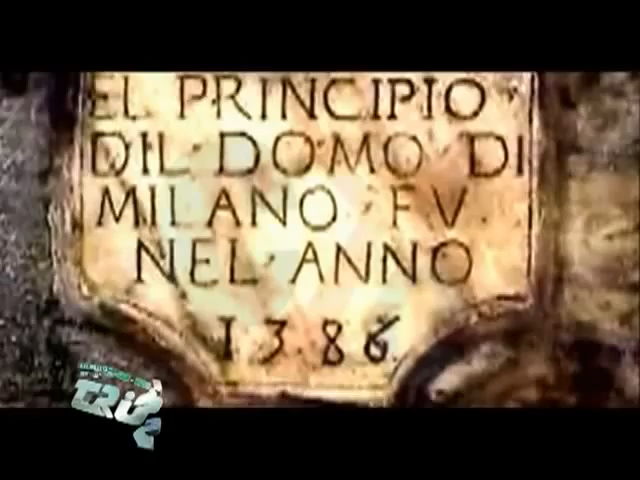 EL PRINCIPIO
DIL·DOMO·DI
MILANO·FV·
NEL·ANNO
1386